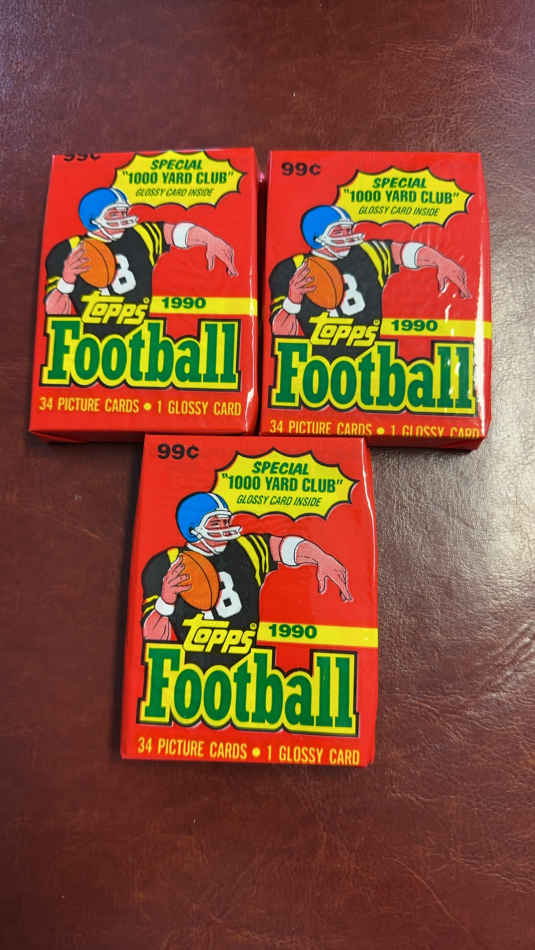 99¢
SPECIAL
"1000 YARD CLUB"
GLOSSY CARD INSIDE
8
Topps®
1990
Football
34 PICTURE CARDS • 1 GLOSSY CARD
99¢
SPECIAL
"1000 YARD CLUB"
GLOSSY CARD INSIDE
8
Topps®
1990
Football
34 PICTURE CARDS • 1 GLOSSY CARD
99¢
SPECIAL
"1000 YARD CLUB"
GLOSSY CARD INSIDE
8
Topps®
1990
Football
34 PICTURE CARDS • 1 GLOSSY CARD